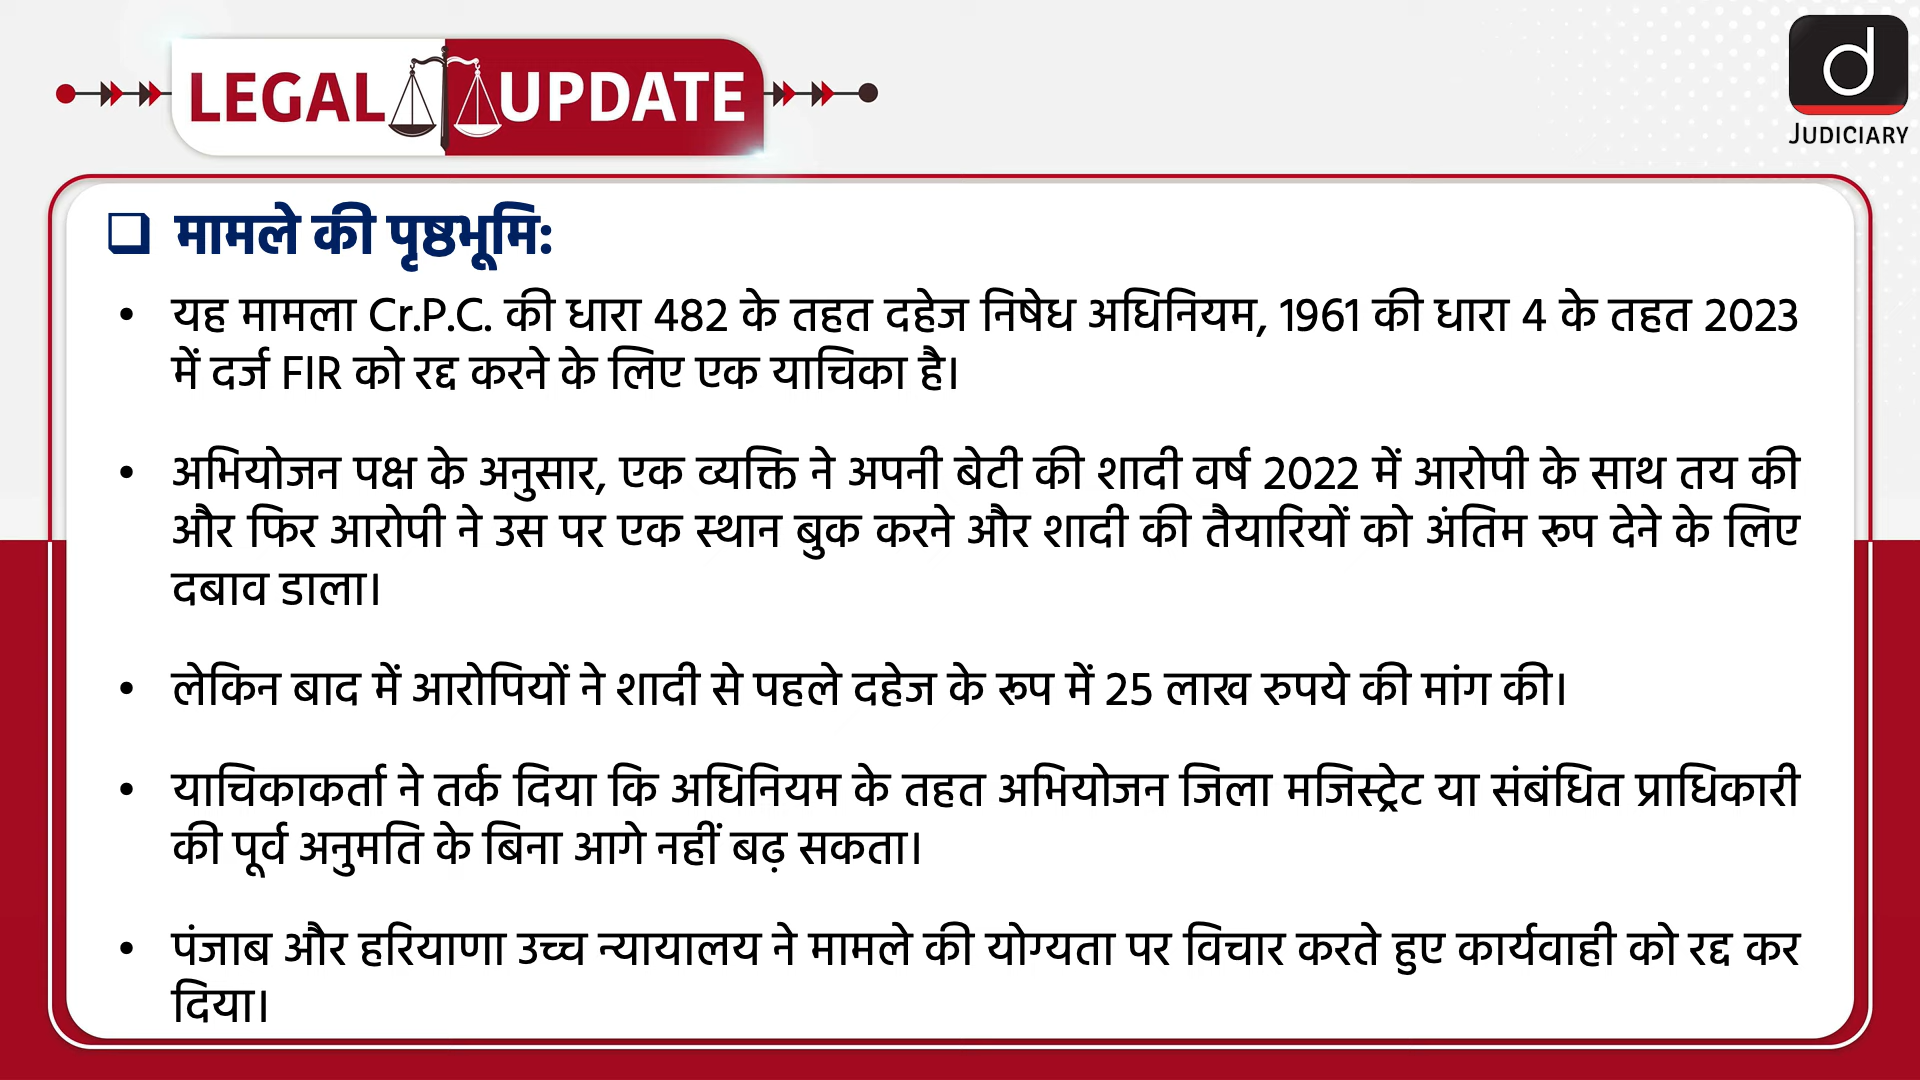 LEGAL UPDATE
d
JUDICIARY
❑ मामले की पृष्ठभूमि:
• यह मामला Cr.P.C. की धारा 482 के तहत दहेज निषेध अधिनियम, 1961 की धारा 4 के तहत 2023
में दर्ज FIR को रद्द करने के लिए एक याचिका है।
• अभियोजन पक्ष के अनुसार, एक व्यक्ति ने अपनी बेटी की शादी वर्ष 2022 में आरोपी के साथ तय की
और फिर आरोपी ने उस पर एक स्थान बुक करने और शादी की तैयारियों को अंतिम रूप देने के लिए
दबाव डाला।
• लेकिन बाद में आरोपियों ने शादी से पहले दहेज के रूप में 25 लाख रुपये की मांग की।
• याचिकाकर्ता ने तर्क दिया कि अधिनियम के तहत अभियोजन जिला मजिस्ट्रेट या संबंधित प्राधिकारी
की पूर्व अनुमति के बिना आगे नहीं बढ़ सकता।
• पंजाब और हरियाणा उच्च न्यायालय ने मामले की योग्यता पर विचार करते हुए कार्यवाही को रद्द कर
दिया।